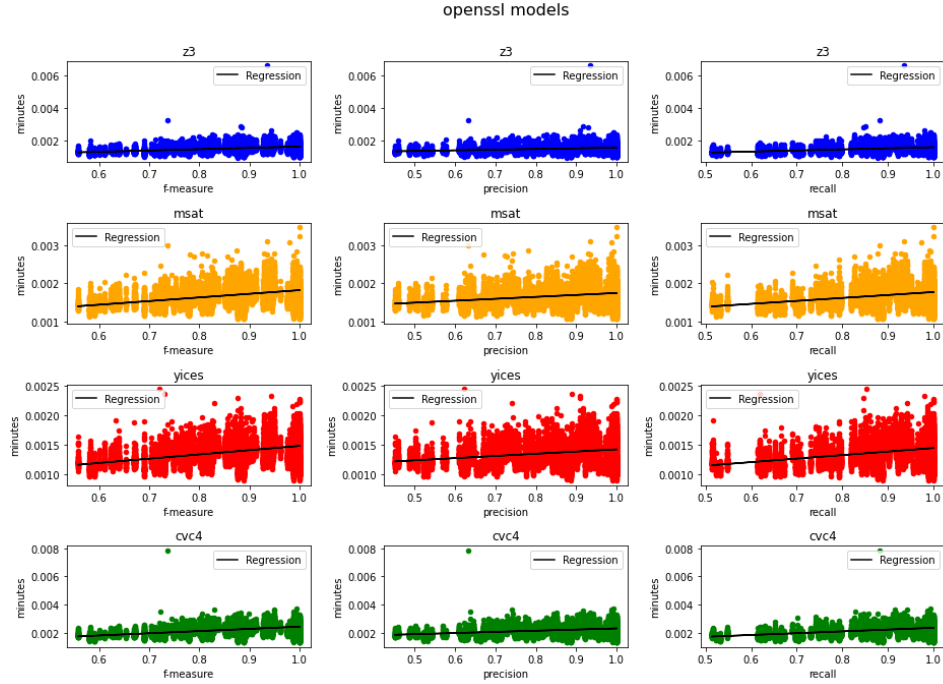 openssl models
z3
z3
z3
Regression
Regression
Regression
0.006
0.004
0.002
minutes
0.6 0.7 0.8 0.9 1.0
f-measure
0.006
0.004
0.002
minutes
0.4 0.5 0.6 0.7 0.8 0.9 1.0
precision
0.006
0.004
0.002
minutes
0.5 0.6 0.7 0.8 0.9 1.0
recall
msat
msat
msat
Regression
Regression
Regression
0.003
0.002
0.001
minutes
0.6 0.7 0.8 0.9 1.0
f-measure
0.003
0.002
0.001
minutes
0.4 0.5 0.6 0.7 0.8 0.9 1.0
precision
0.003
0.002
0.001
minutes
0.5 0.6 0.7 0.8 0.9 1.0
recall
yices
yices
yices
Regression
Regression
Regression
0.0025
0.0020
0.0015
0.0010
minutes
0.6 0.7 0.8 0.9 1.0
f-measure
0.0025
0.0020
0.0015
0.0010
minutes
0.4 0.5 0.6 0.7 0.8 0.9 1.0
precision
0.0025
0.0020
0.0015
0.0010
minutes
0.5 0.6 0.7 0.8 0.9 1.0
recall
cvc4
cvc4
cvc4
Regression
Regression
Regression
0.008
0.006
0.004
0.002
minutes
0.6 0.7 0.8 0.9 1.0
f-measure
0.008
0.006
0.004
0.002
minutes
0.4 0.5 0.6 0.7 0.8 0.9 1.0
precision
0.008
0.006
0.004
0.002
minutes
0.5 0.6 0.7 0.8 0.9 1.0
recall